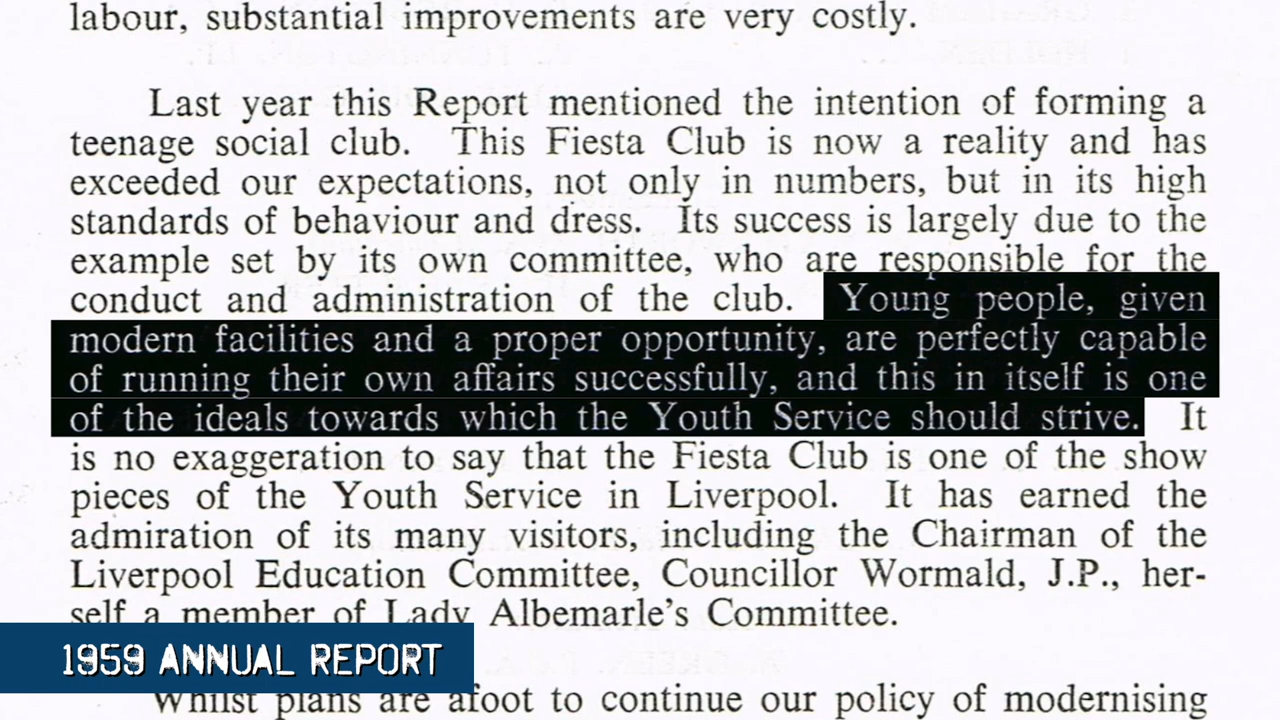 labour, substantial improvements are very costly.
Last year this Report mentioned the intention of forming a
teenage social club. This Fiesta Club is now a reality and has
exceeded our expectations, not only in numbers, but in its high
standards of behaviour and dress. Its success is largely due to the
example set by its own committee, who are responsible for the
conduct and administration of the club. Young people, given
modern facilities and a proper opportunity, are perfectly capable
of running their own affairs successfully, and this in itself is one
of the ideals towards which the Youth Service should strive. It
is no exaggeration to say that the Fiesta Club is one of the show
pieces of the Youth Service in Liverpool. It has earned the
admiration of its many visitors, including the Chairman of the
Liverpool Education Committee, Councillor Wormald, J.P., her-
self a member of Lady Albemarle's Committee.
1959 ANNUAL REPORT
Whilst plans are afoot to continue our policy of modernising